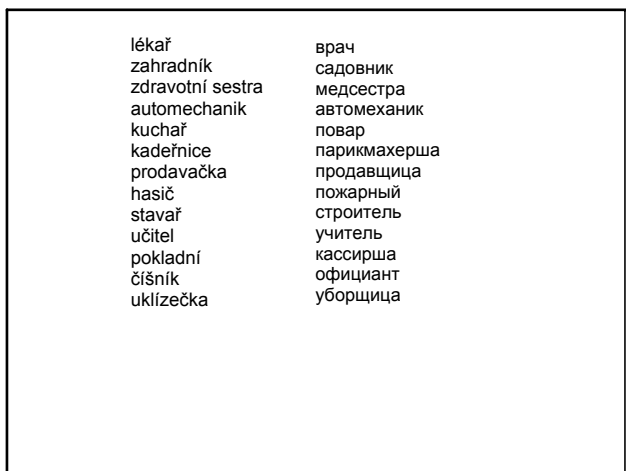 lékař врач
zahradník садовник
zdravotní sestra медсестра
automechanik автомеханик
kuchař повар
kadeřnice парикмахерша
prodavačka продавщица
hasič пожарный
stavař строитель
učitel учитель
pokladní кассирша
číšník официант
uklízečka уборщица